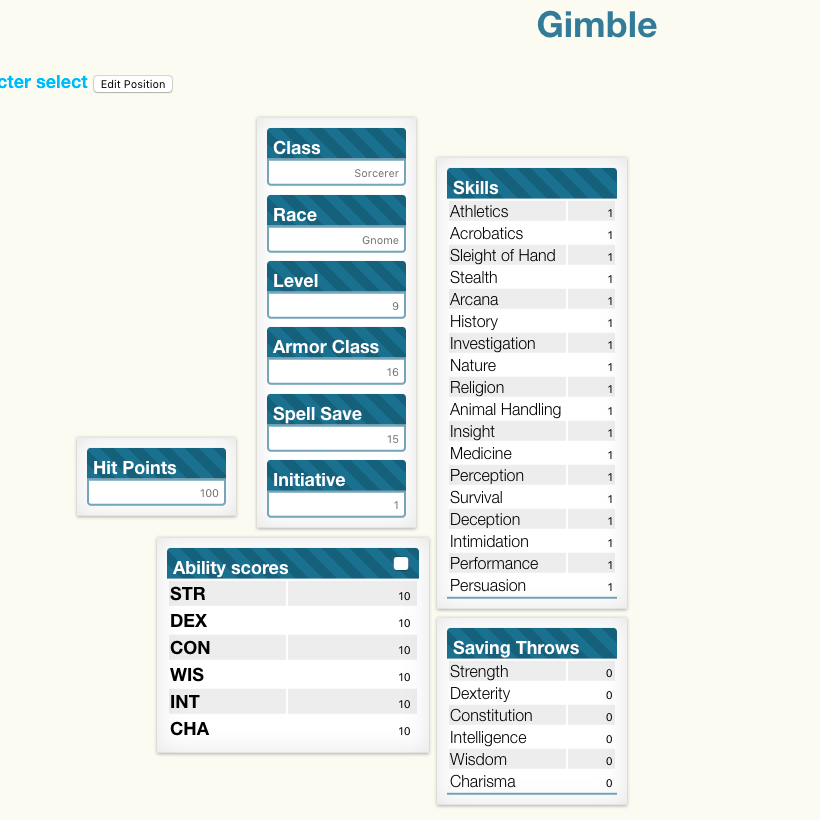 Gimble
cter select Edit Position
Class
Sorcerer
Race
Gnome
Level
9
Armor Class
16
Spell Save
15
Initiative
1
Hit Points
100
Ability scores
STR 10
DEX 10
CON 10
WIS 10
INT 10
CHA 10
Skills
Athletics 1
Acrobatics 1
Sleight of Hand 1
Stealth 1
Arcana 1
History 1
Investigation 1
Nature 1
Religion 1
Animal Handling 1
Insight 1
Medicine 1
Perception 1
Survival 1
Deception 1
Intimidation 1
Performance 1
Persuasion 1
Saving Throws
Strength 0
Dexterity 0
Constitution 0
Intelligence 0
Wisdom 0
Charisma 0